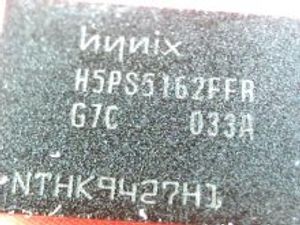 hynix
H5PS5162FFR
G7C 033A
NTHK9427H1